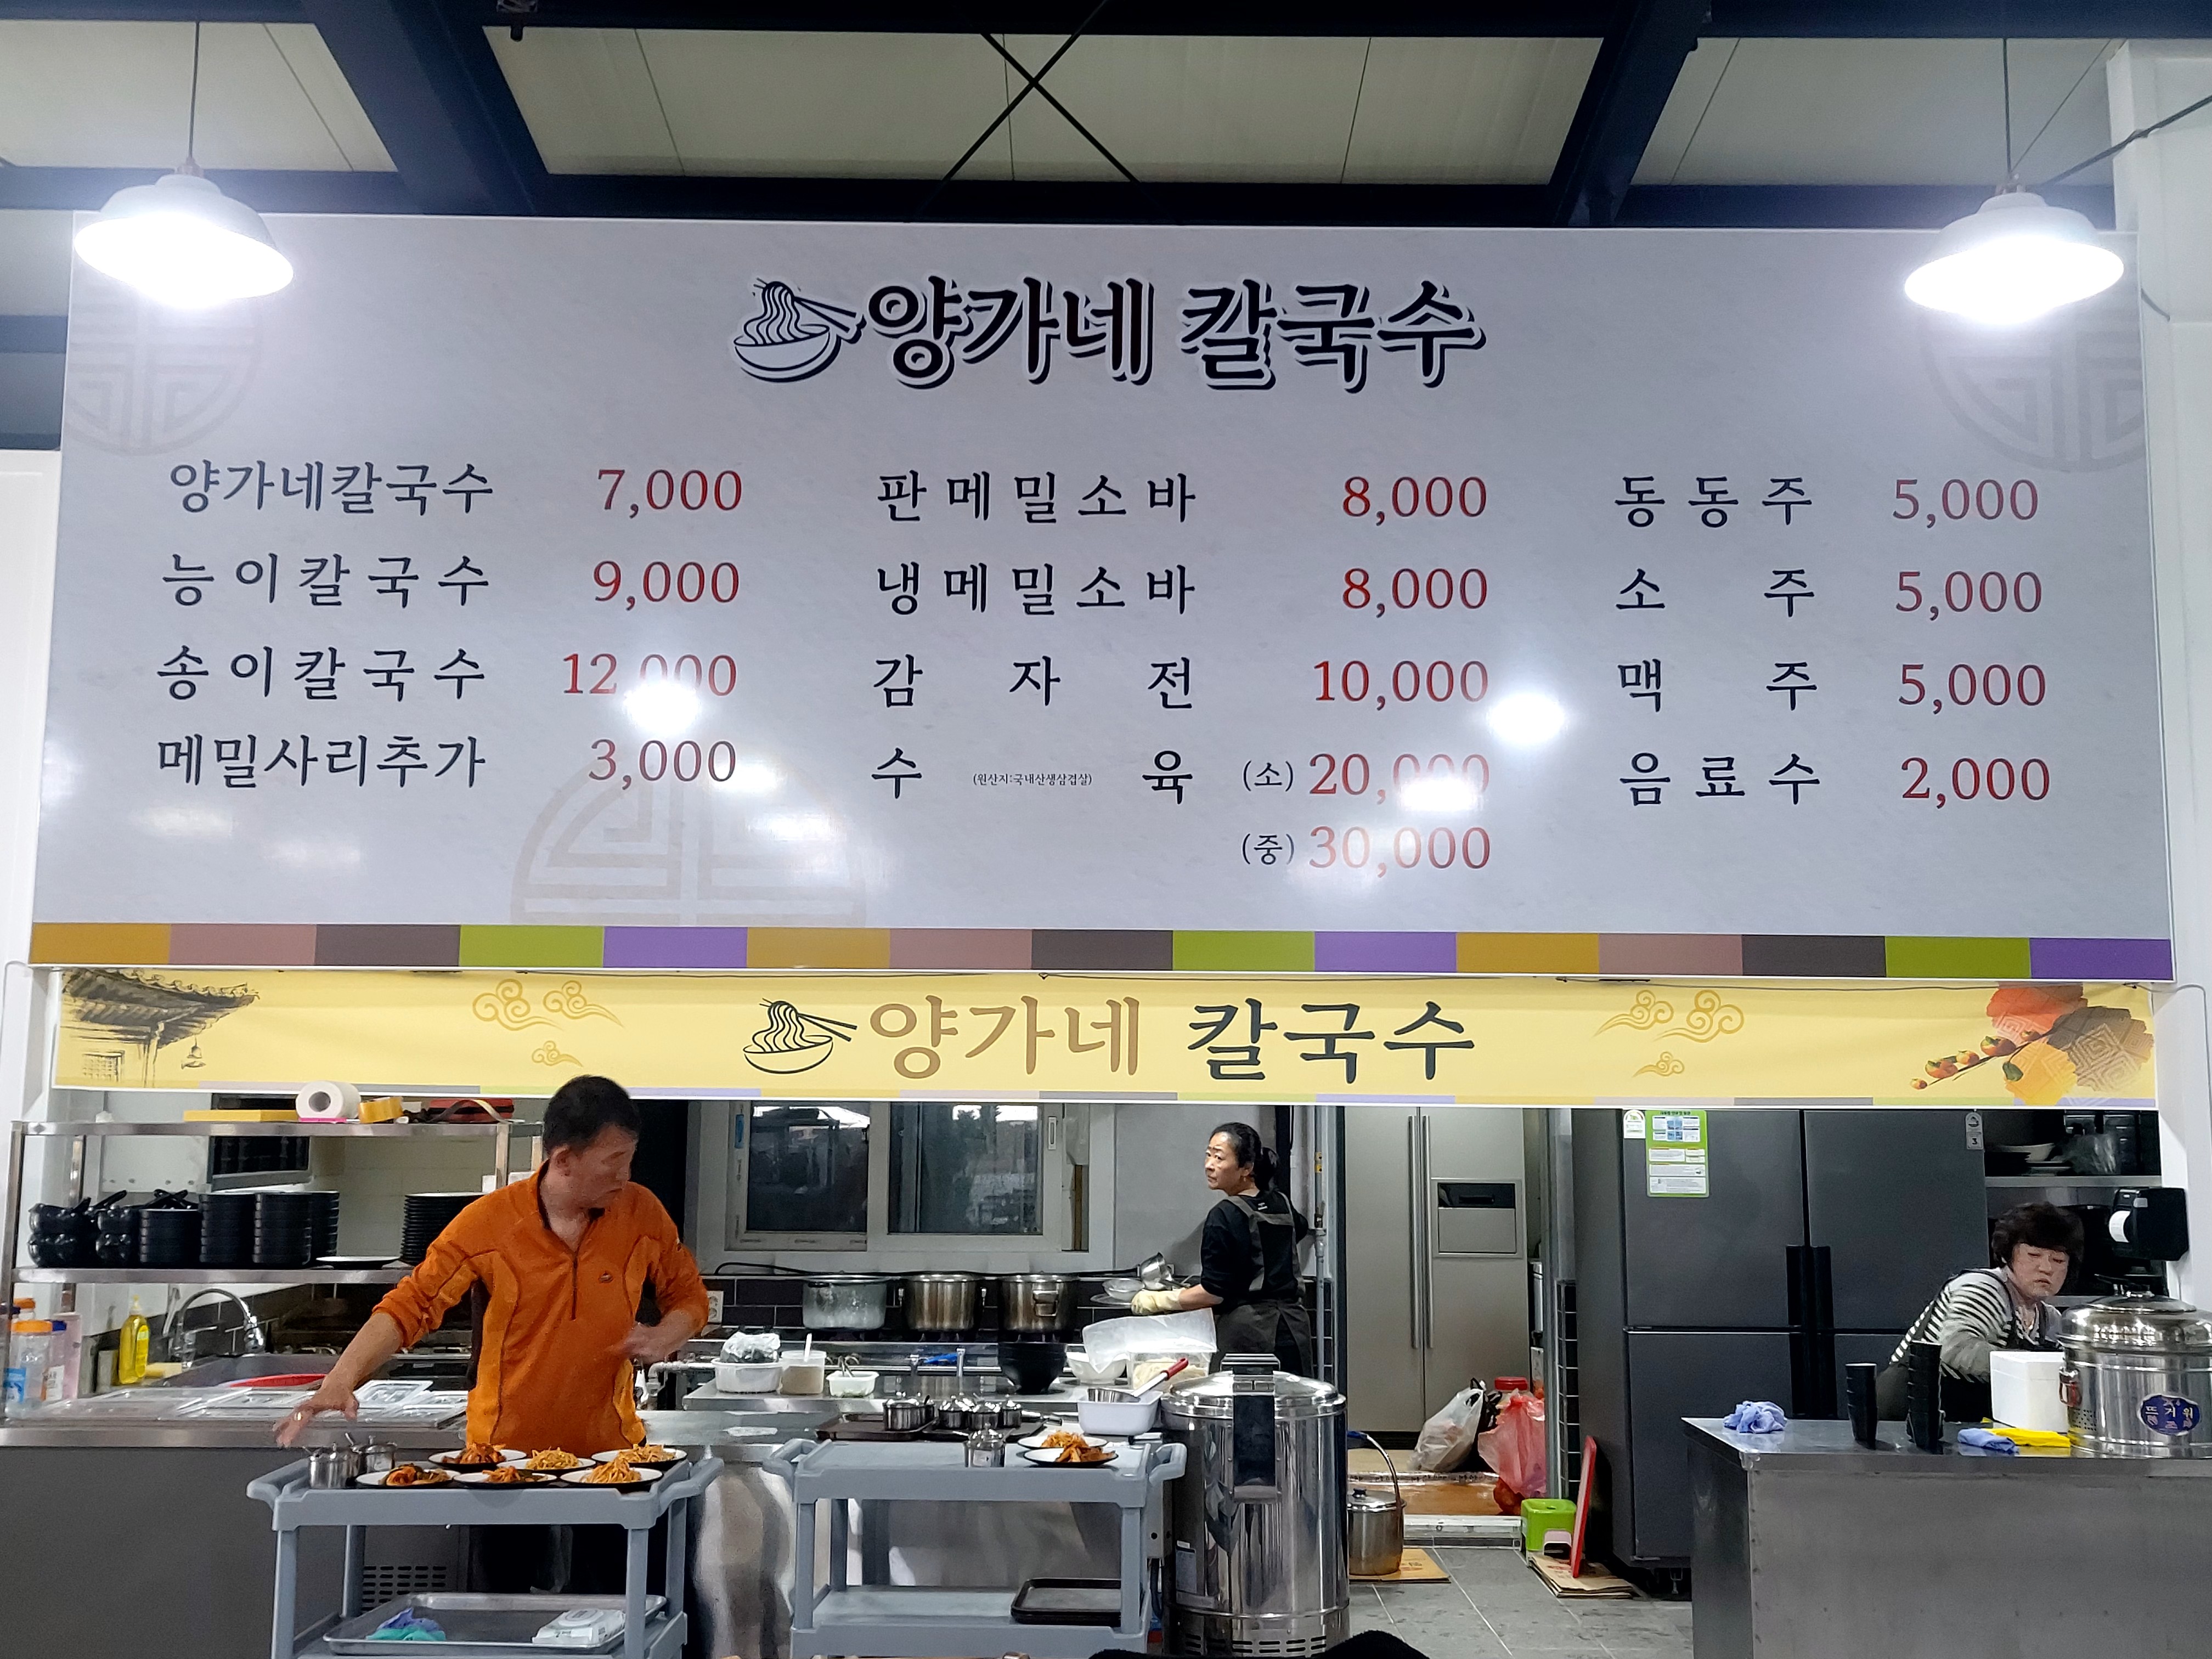 양가네 칼국수
양가네칼국수 7,000
능이칼국수 9,000
송이칼국수 12,000
메밀사리추가 3,000
판메밀소바 8,000
냉메밀소바 8,000
감자전 10,000
수육 (원산지:국내산생삼겹살) (소) 20,000
(중) 30,000
동동주 5,000
소주 5,000
맥주 5,000
음료수 2,000
양가네 칼국수